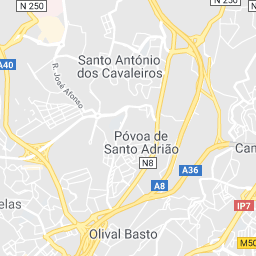 N 250
N 250
Santo António
dos Cavaleiros
A40
R. José Afonso
Póvoa de
Santo Adrião
N8
A36
A8
elas
IP7
Olival Basto
M50